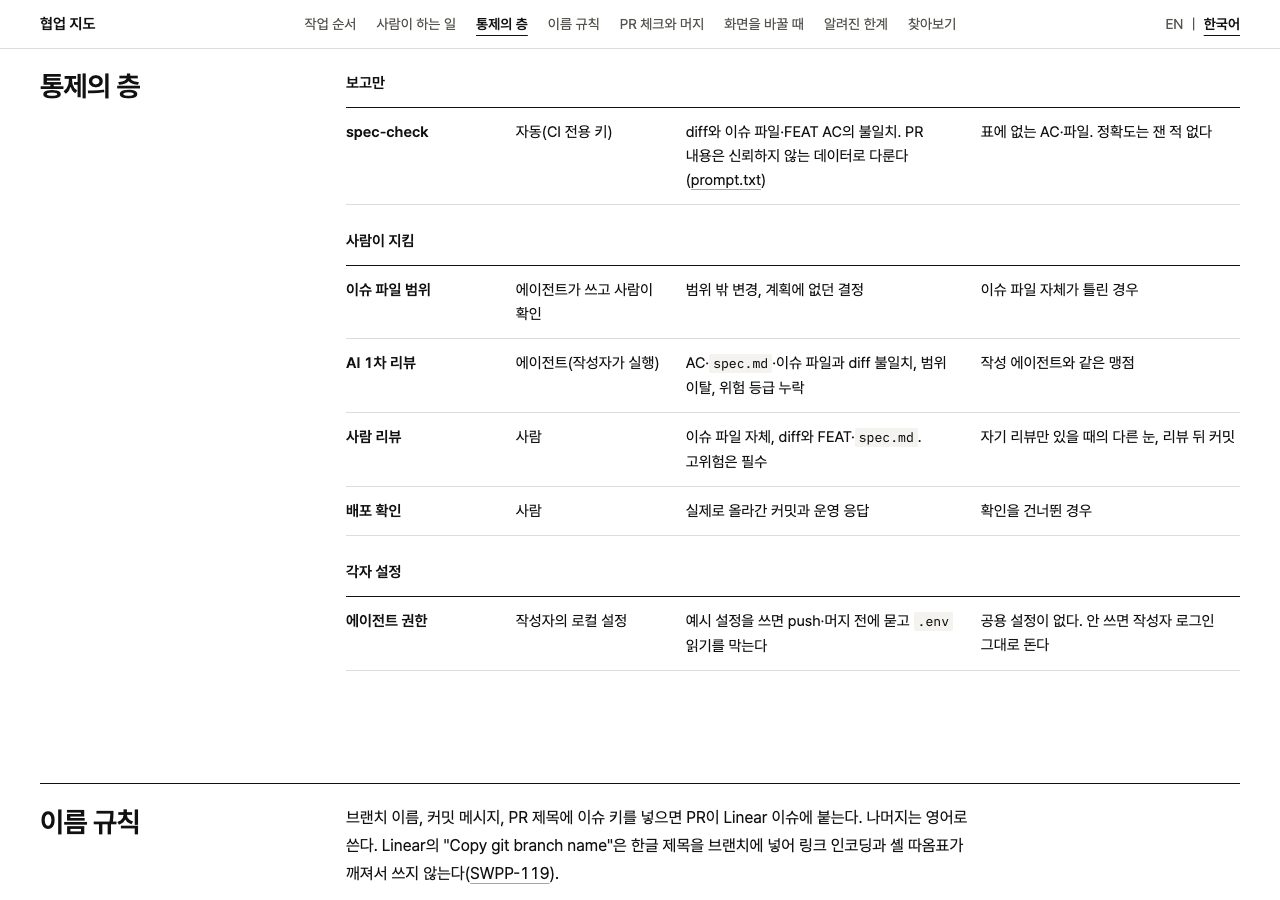 협업 지도
작업 순서 사람이 하는 일 통제의 층 이름 규칙 PR 체크와 머지 화면을 바꿀 때 알려진 한계 찾아보기
EN | 한국어
통제의 층
보고만
spec-check
자동(CI 전용 키)
diff와 이슈 파일·FEAT AC의 불일치. PR
내용은 신뢰하지 않는 데이터로 다룬다
(prompt.txt)
표에 없는 AC·파일. 정확도는 잰 적 없다
사람이 지킴
이슈 파일 범위
에이전트가 쓰고 사람이
확인
범위 밖 변경, 계획에 없던 결정
이슈 파일 자체가 틀린 경우
AI 1차 리뷰
에이전트(작성자가 실행)
AC·spec.md·이슈 파일과 diff 불일치, 범위
이탈, 위험 등급 누락
작성 에이전트와 같은 맹점
사람 리뷰
사람
이슈 파일 자체, diff와 FEAT·spec.md.
고위험은 필수
자기 리뷰만 있을 때의 다른 눈, 리뷰 뒤 커밋
배포 확인
사람
실제로 올라간 커밋과 운영 응답
확인을 건너뛴 경우
각자 설정
에이전트 권한
작성자의 로컬 설정
예시 설정을 쓰면 push·머지 전에 묻고 .env
읽기를 막는다
공용 설정이 없다. 안 쓰면 작성자 로그인
그대로 돈다
이름 규칙
브랜치 이름, 커밋 메시지, PR 제목에 이슈 키를 넣으면 PR이 Linear 이슈에 붙는다. 나머지는 영어로
쓴다. Linear의 "Copy git branch name"은 한글 제목을 브랜치에 넣어 링크 인코딩과 셸 따옴표가
깨져서 쓰지 않는다(SWPP-119).